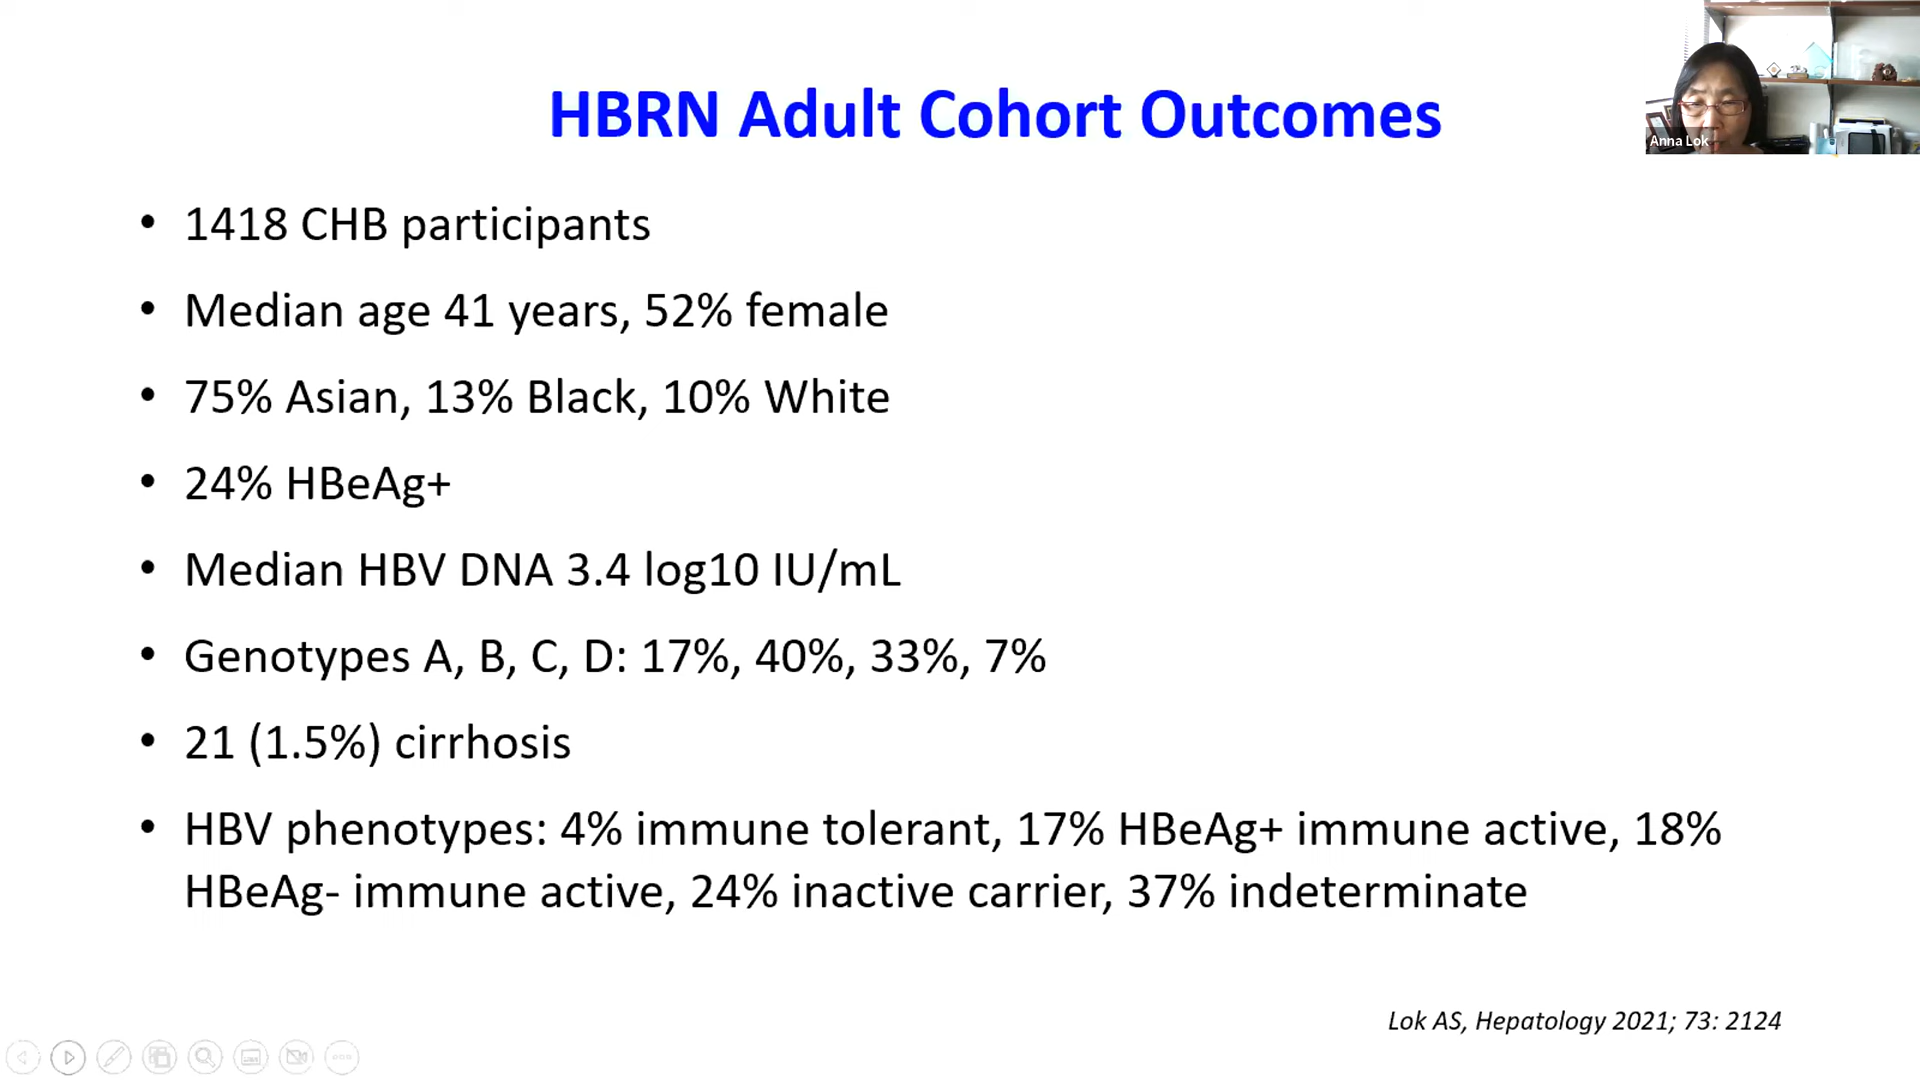 HBRN Adult Cohort Outcomes
Anna Lok
• 1418 CHB participants
• Median age 41 years, 52% female
• 75% Asian, 13% Black, 10% White
• 24% HBeAg+
• Median HBV DNA 3.4 log10 IU/mL
• Genotypes A, B, C, D: 17%, 40%, 33%, 7%
• 21 (1.5%) cirrhosis
• HBV phenotypes: 4% immune tolerant, 17% HBeAg+ immune active, 18%
HBeAg- immune active, 24% inactive carrier, 37% indeterminate
Lok AS, Hepatology 2021; 73: 2124